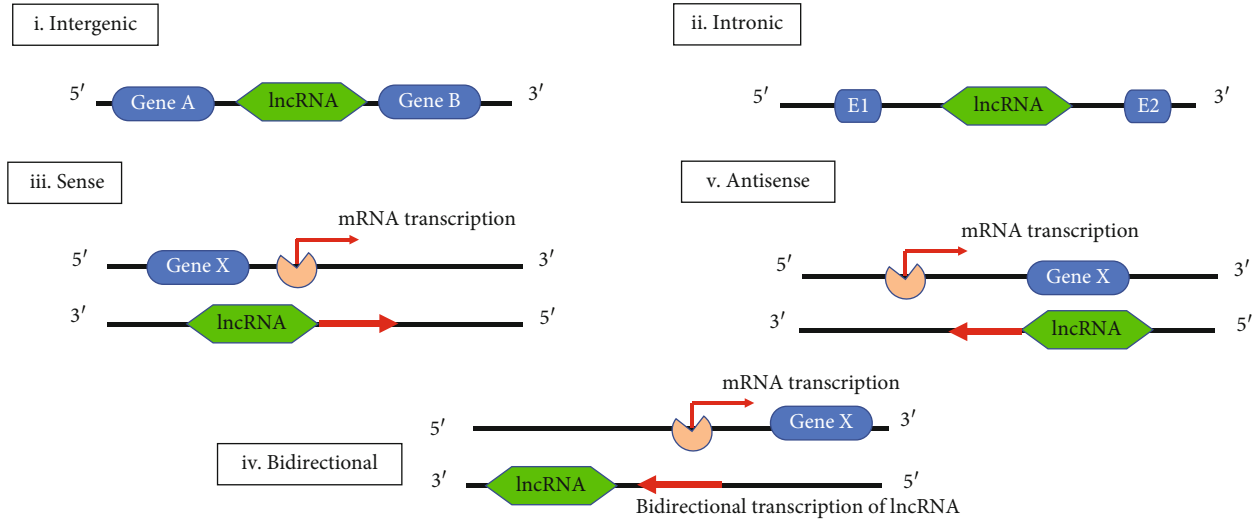 i. Intergenic
5′ Gene A lncRNA Gene B 3′
ii. Intronic
5′ E1 lncRNA E2 3′
iii. Sense
mRNA transcription
5′ Gene X 3′
3′ lncRNA 5′
v. Antisense
mRNA transcription
5′ Gene X 3′
3′ lncRNA 5′
iv. Bidirectional
mRNA transcription
5′ Gene X 3′
3′ lncRNA 5′
Bidirectional transcription of lncRNA